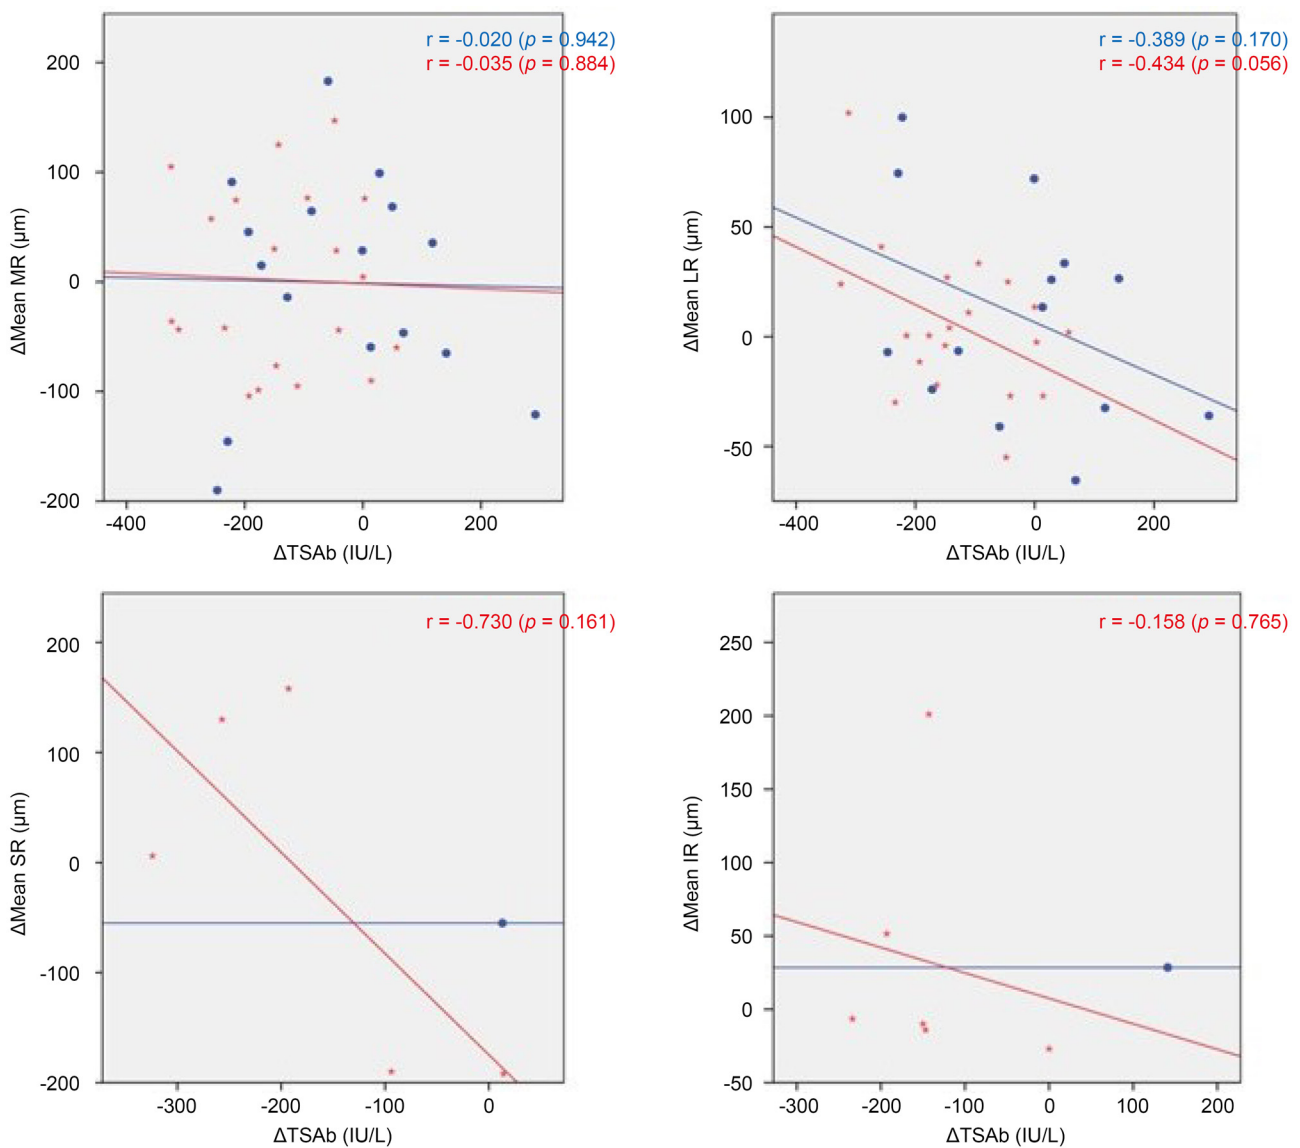 r = -0.020 (p = 0.942)
r = -0.035 (p = 0.884)
200
100
0
-100
-200
ΔMean MR (μm)
-400
-200
0
200
ΔTSAb (IU/L)
r = -0.389 (p = 0.170)
r = -0.434 (p = 0.056)
100
50
0
-50
ΔMean LR (μm)
-400
-200
0
200
ΔTSAb (IU/L)
r = -0.730 (p = 0.161)
200
100
0
-100
-200
ΔMean SR (μm)
-300
-200
-100
0
ΔTSAb (IU/L)
r = -0.158 (p = 0.765)
250
200
150
100
50
0
-50
ΔMean IR (μm)
-300
-200
-100
0
100
200
ΔTSAb (IU/L)